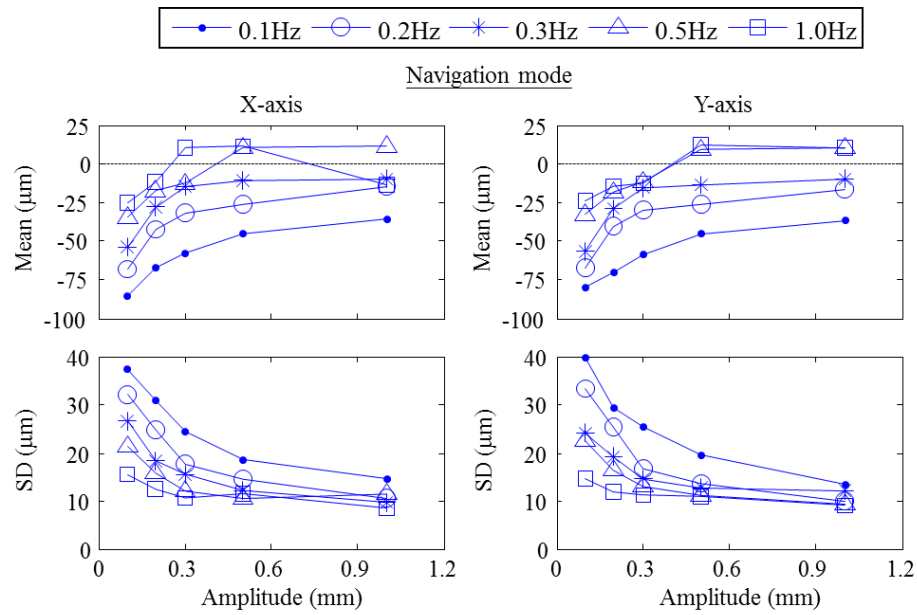 0.1Hz 0.2Hz 0.3Hz 0.5Hz 1.0Hz
Navigation mode
X-axis
Mean (μm)
25
0
-25
-50
-75
-100
Y-axis
Mean (μm)
25
0
-25
-50
-75
-100
SD (μm)
40
30
20
10
0
0 0.3 0.6 0.9 1.2
Amplitude (mm)
SD (μm)
40
30
20
10
0
0 0.3 0.6 0.9 1.2
Amplitude (mm)